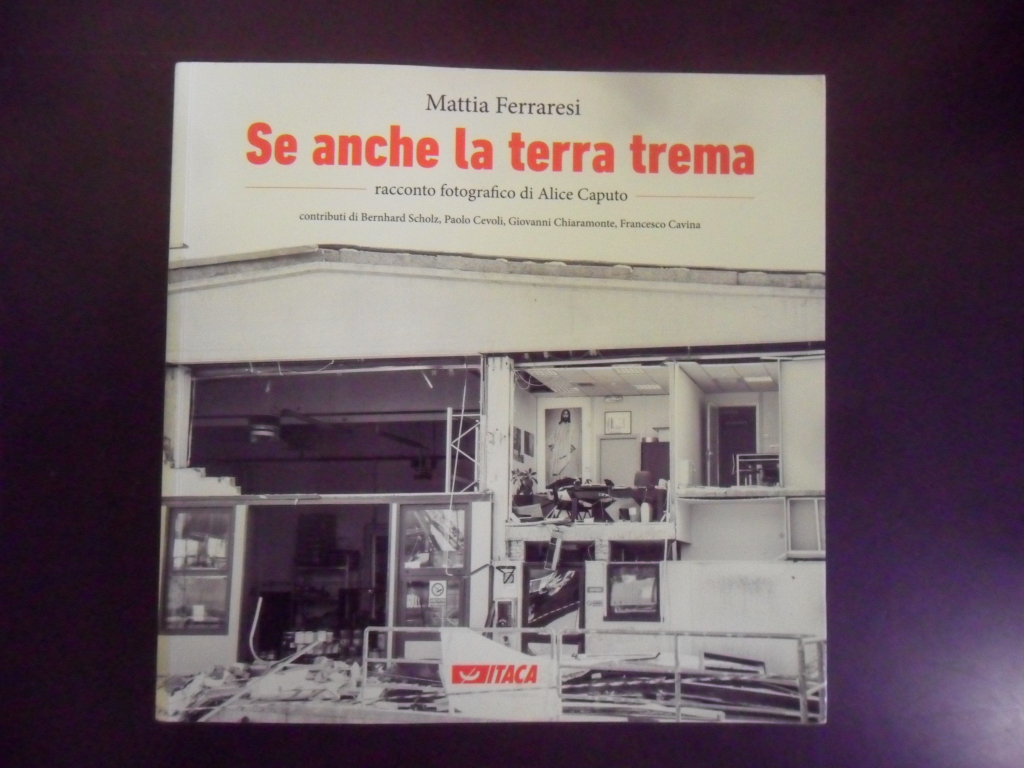 Mattia Ferraresi
Se anche la terra trema
racconto fotografico di Alice Caputo
contributi di Bernhard Scholz, Paolo Cevoli, Giovanni Chiaramonte, Francesco Cavina
ITACA